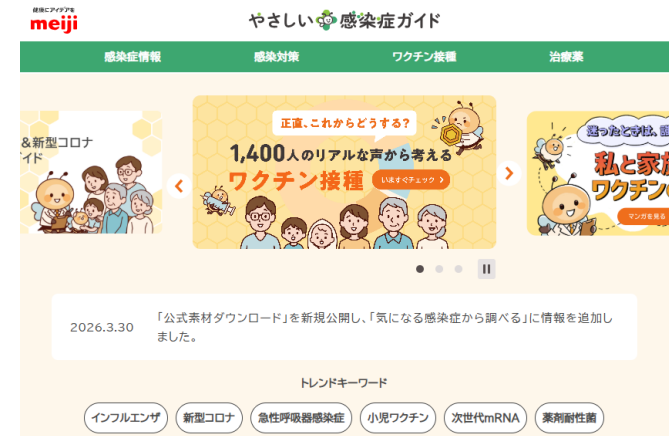 健康にアイデアを
meiji
やさしい感染症ガイド
感染症情報
感染対策
ワクチン接種
治療薬
&新型コロナ
イド
正直、これからどうする?
1,400人のリアルな声から考える
ワクチン接種
いますぐチェック
迷ったときは、
私と家族
ワクチンの
マンガを見る
2026.3.30
「公式素材ダウンロード」を新規公開し、「気になる感染症から調べる」に情報を追加し
ました。
トレンドキーワード
インフルエンザ
新型コロナ
急性呼吸器感染症
小児ワクチン
次世代mRNA
薬剤耐性菌